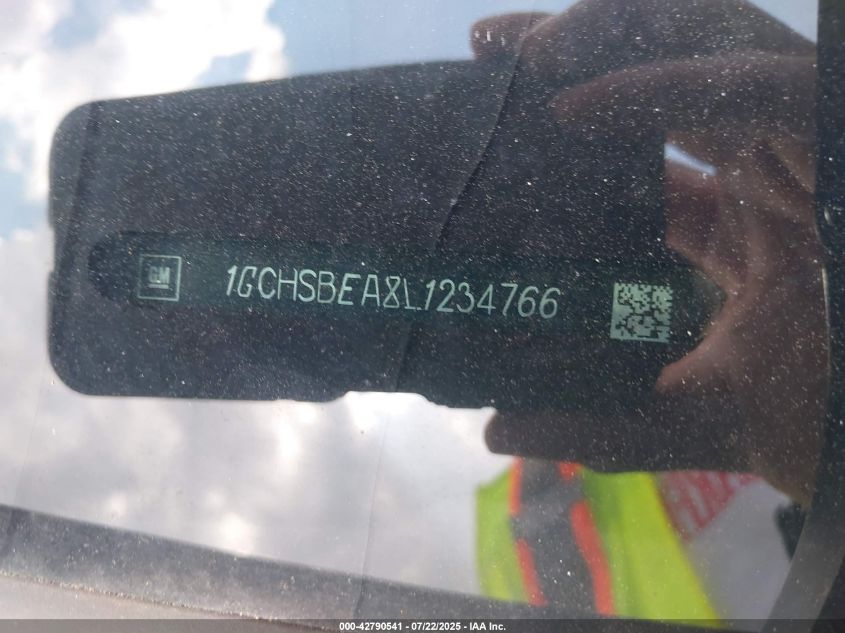 GM
1GCHSBEA8L1234766
000-42790541 - 07/22/2025 - IAA Inc.